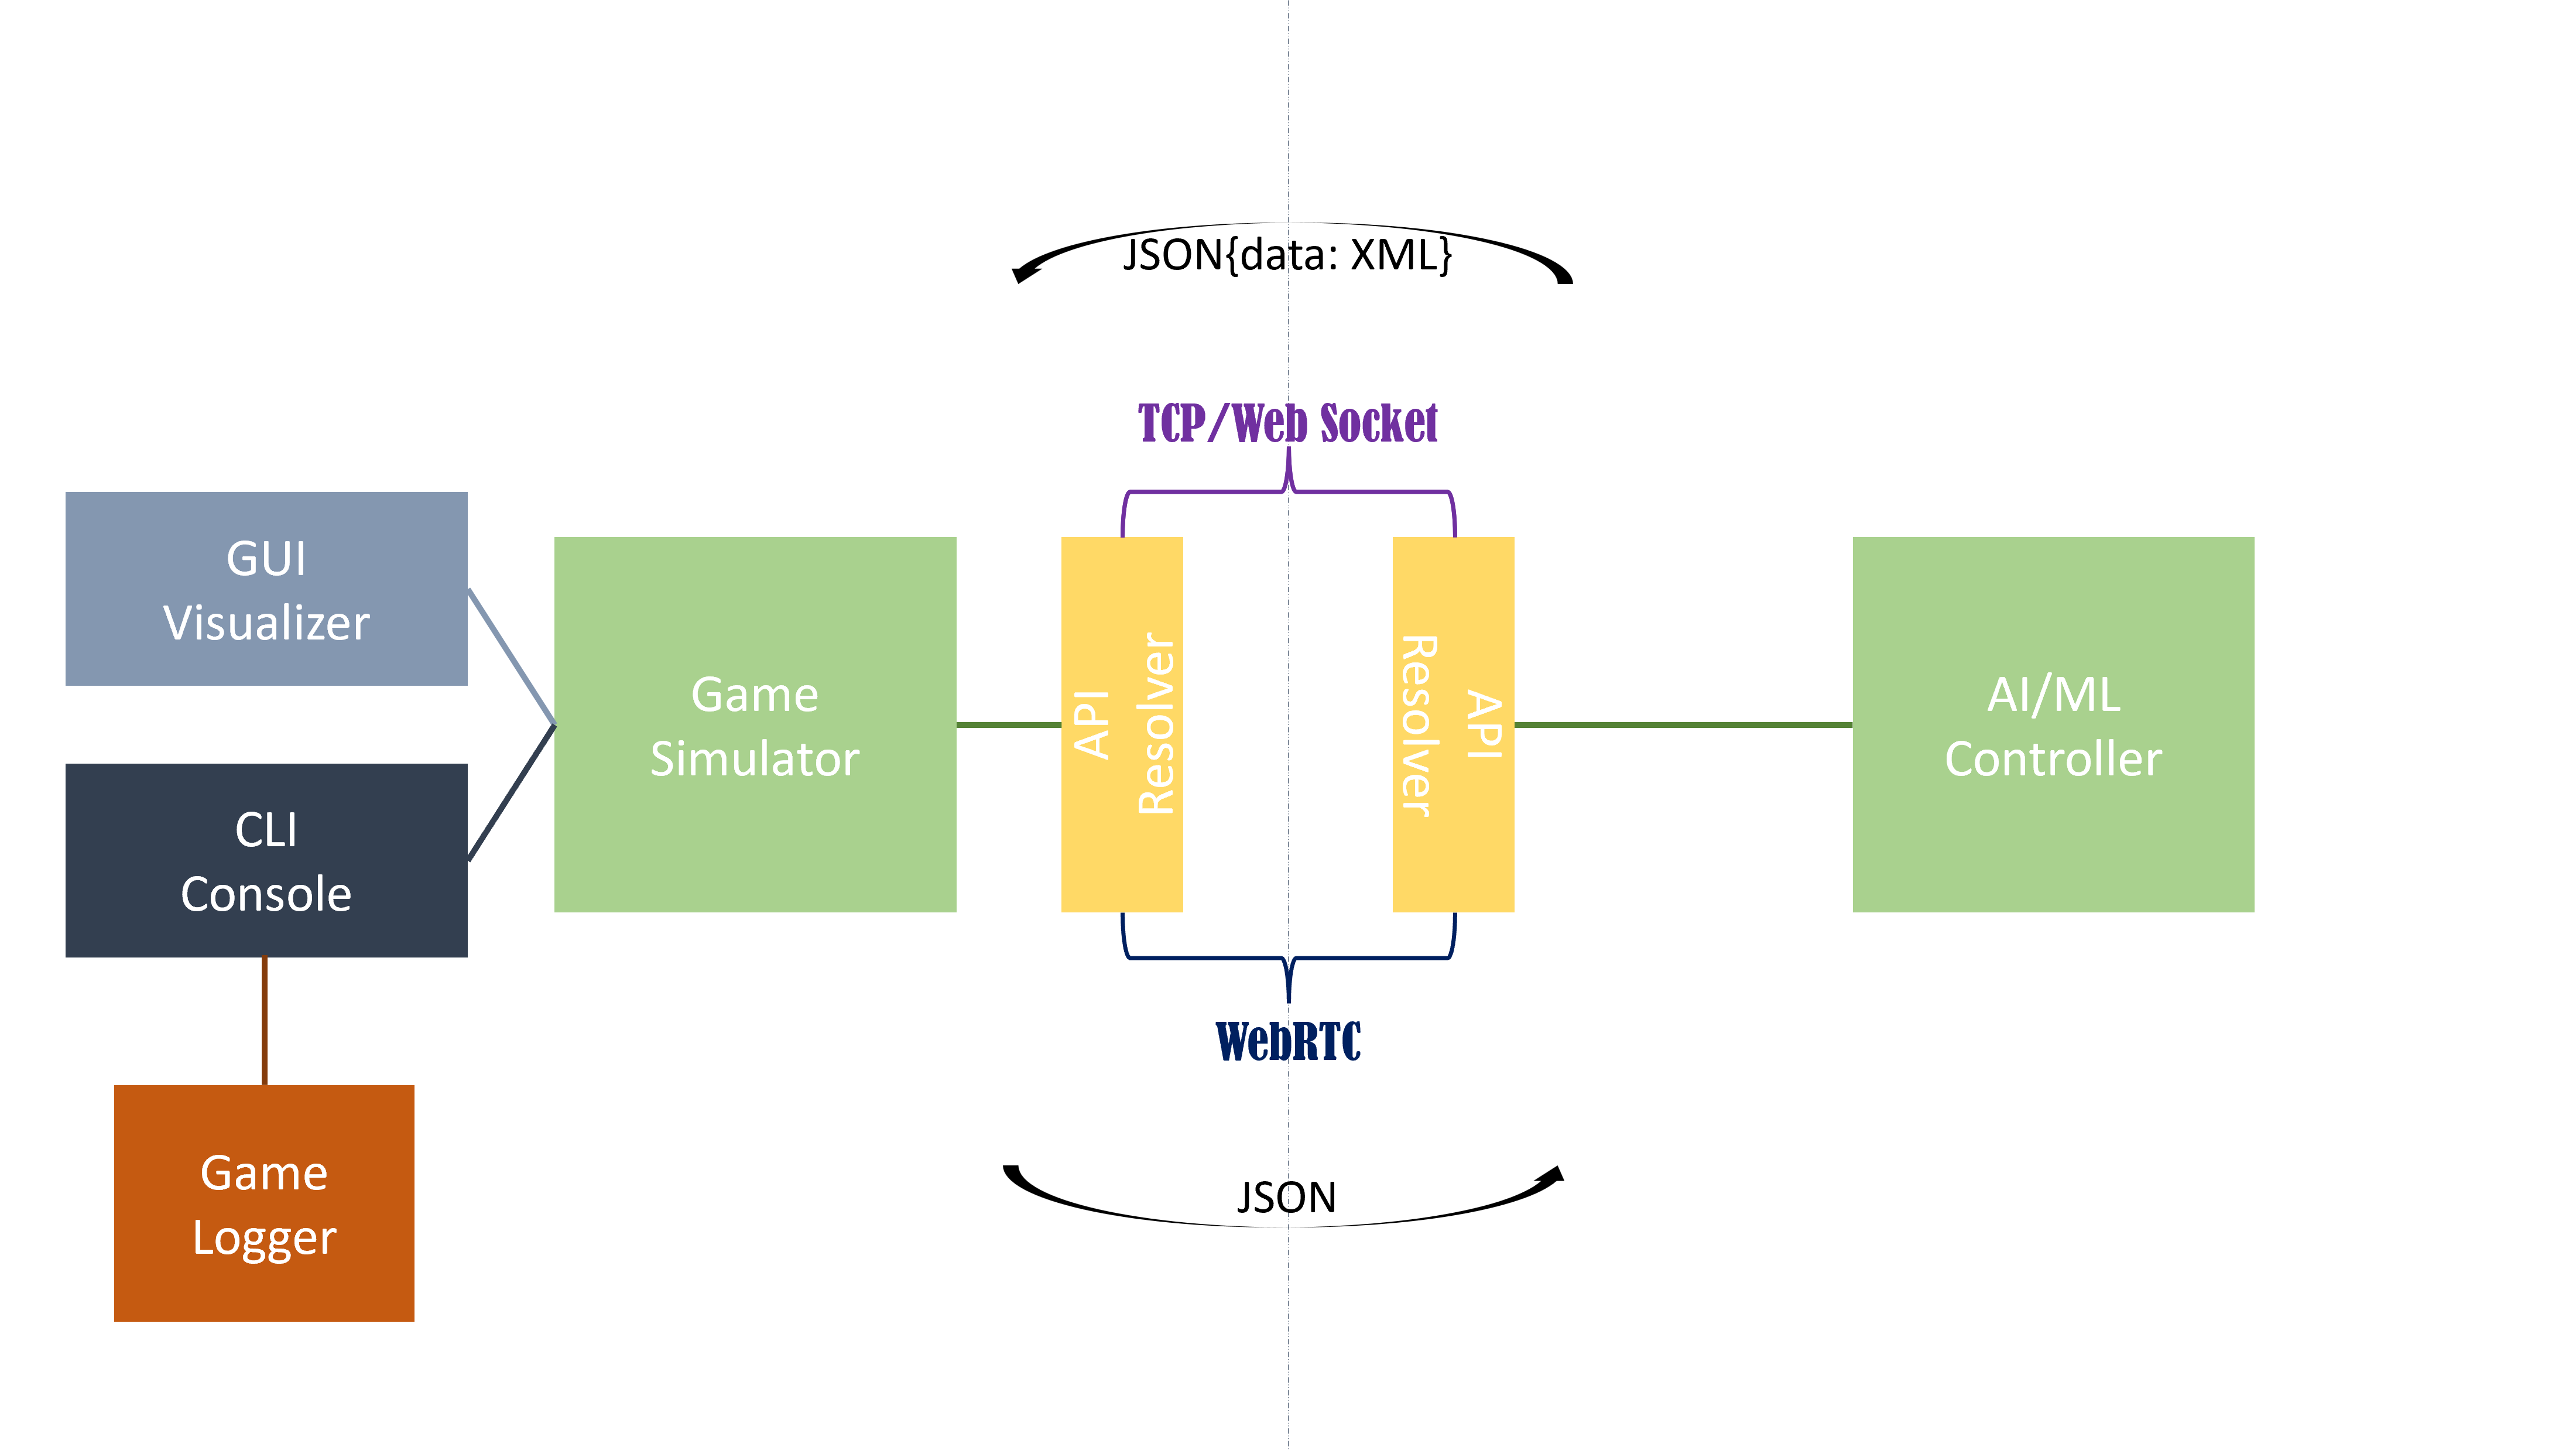 JSON{data: XML}
TCP/Web Socket
GUI
Visualizer
CLI
Console
Game
Logger
Game
Simulator
API
Resolver
API
Resolver
AI/ML
Controller
WebRTC
JSON